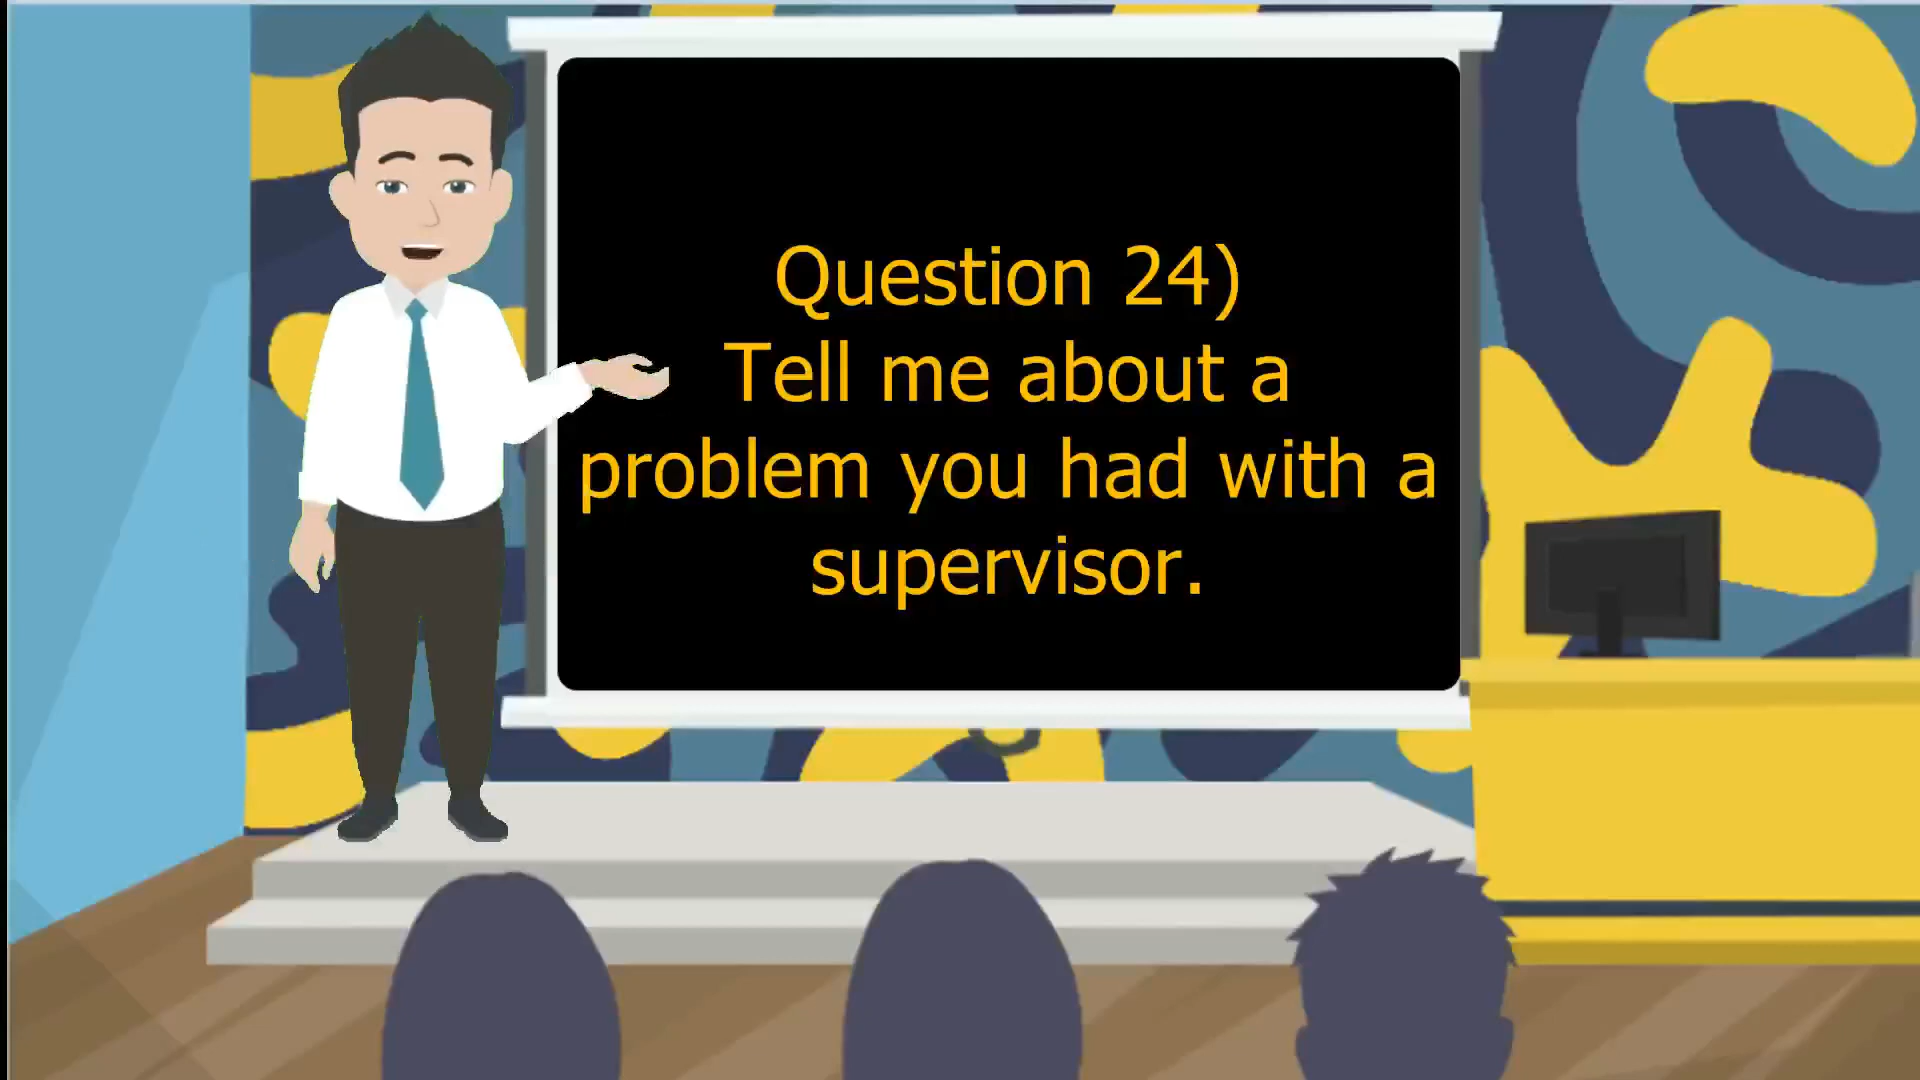 Question 24)
Tell me about a
problem you had with a
supervisor.